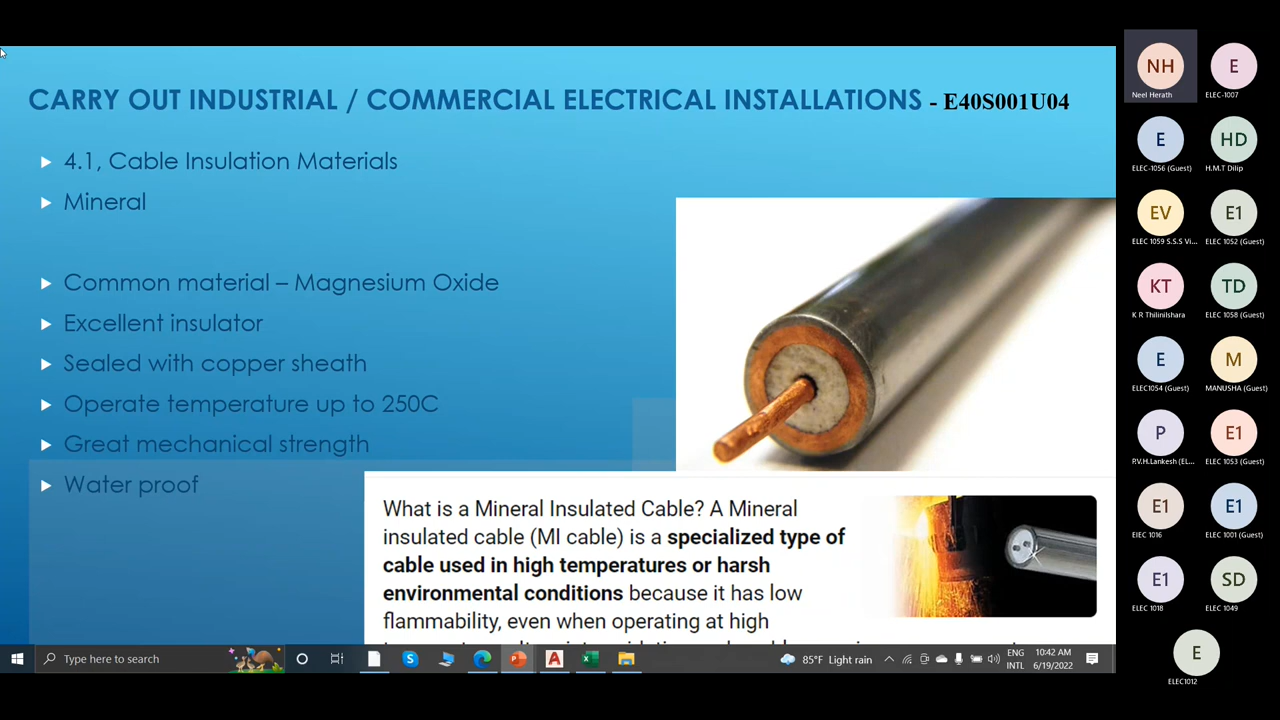 CARRY OUT INDUSTRIAL / COMMERCIAL ELECTRICAL INSTALLATIONS - E40S001U04
4.1, Cable Insulation Materials
Mineral
Common material – Magnesium Oxide
Excellent insulator
Sealed with copper sheath
Operate temperature up to 250C
Great mechanical strength
Water proof
What is a Mineral Insulated Cable? A Mineral
insulated cable (MI cable) is a specialized type of
cable used in high temperatures or harsh
environmental conditions because it has low
flammability, even when operating at high
NH
Neel Herath
E
ELEC-1007
E
ELEC-1056 (Guest)
HD
H.M.T Dilip
EV
ELEC 1059 S.S.S Vi...
E1
ELEC 1052 (Guest)
KT
K R Thilinilshara
TD
ELEC 1058 (Guest)
E
ELEC1054 (Guest)
M
MANUSHA (Guest)
P
P.V.H.Lankesh (EL...
E1
ELEC 1053 (Guest)
E1
ElEC 1016
E1
ELEC 1001 (Guest)
E1
ELEC 1018
SD
ELEC 1049
E
ELEC1012
Type here to search
85°F Light rain
ENG
INTL
10:42 AM
6/19/2022